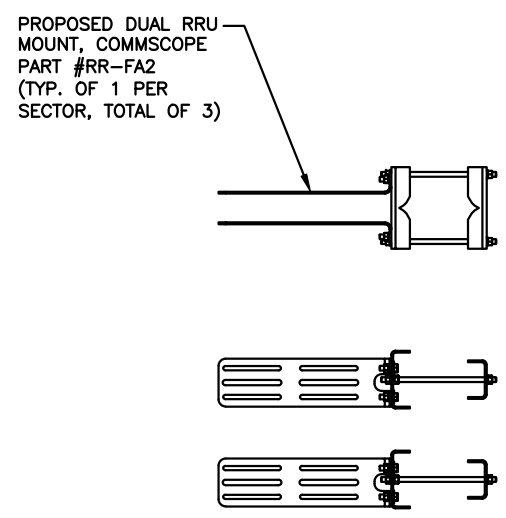 PROPOSED DUAL RRU
MOUNT, COMMSCOPE
PART #RR-FA2
(TYP. OF 1 PER
SECTOR, TOTAL OF 3)